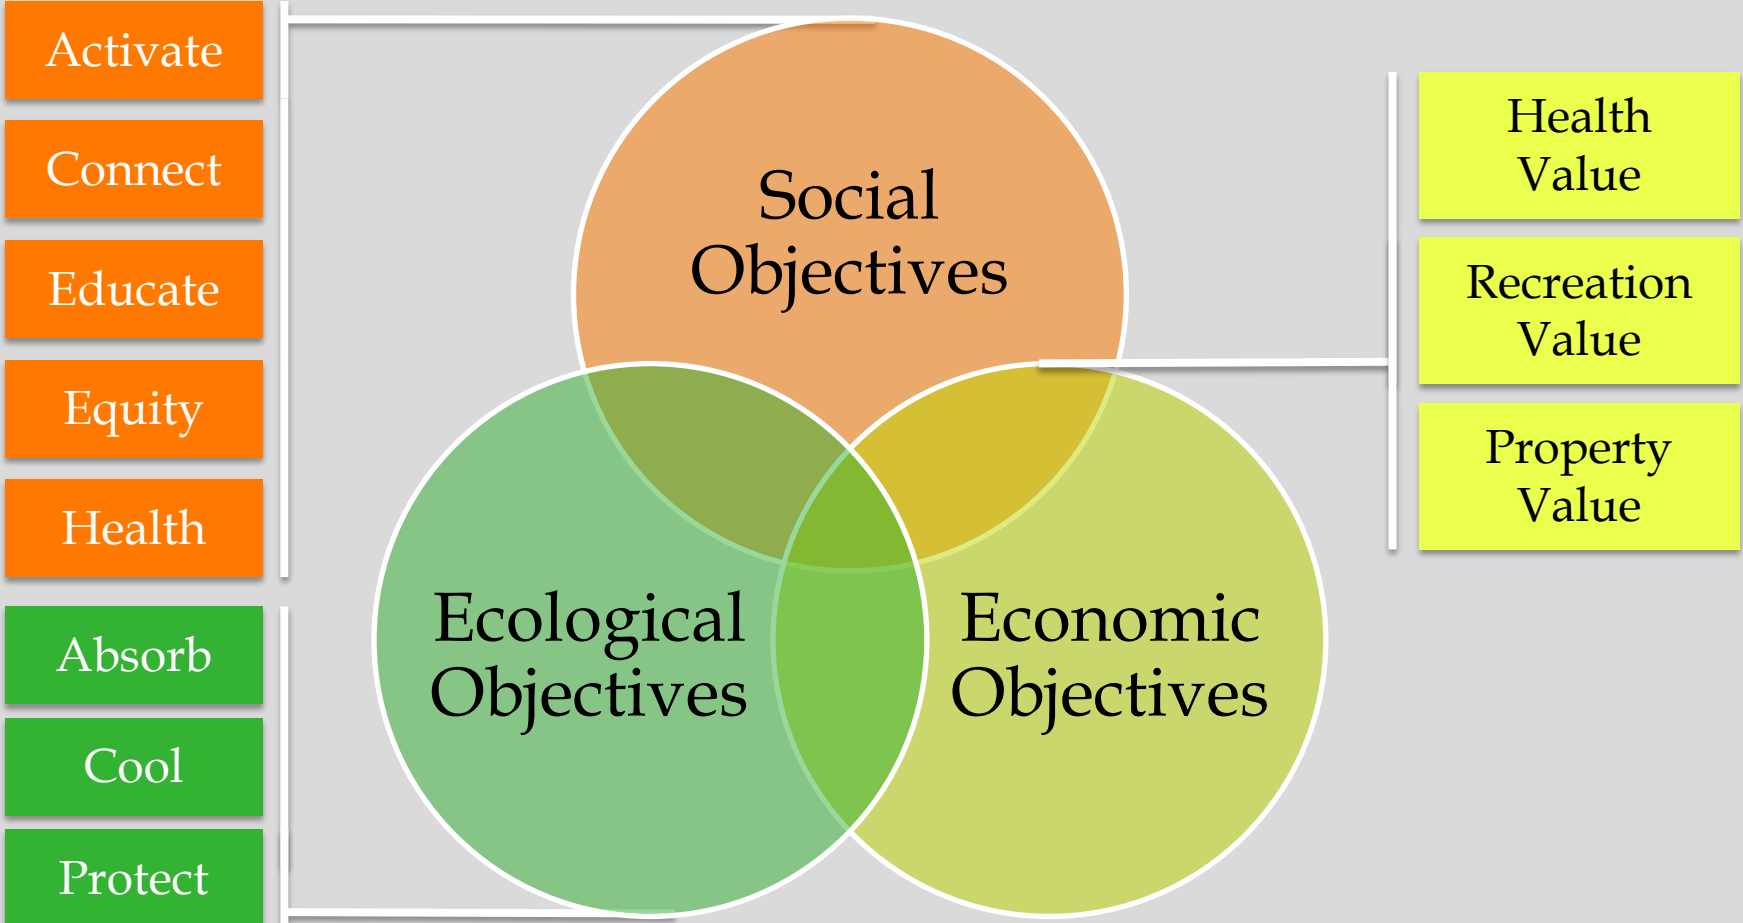 Activate
Connect
Educate
Equity
Health
Absorb
Cool
Protect
Social
Objectives
Ecological
Objectives
Economic
Objectives
Health
Value
Recreation
Value
Property
Value